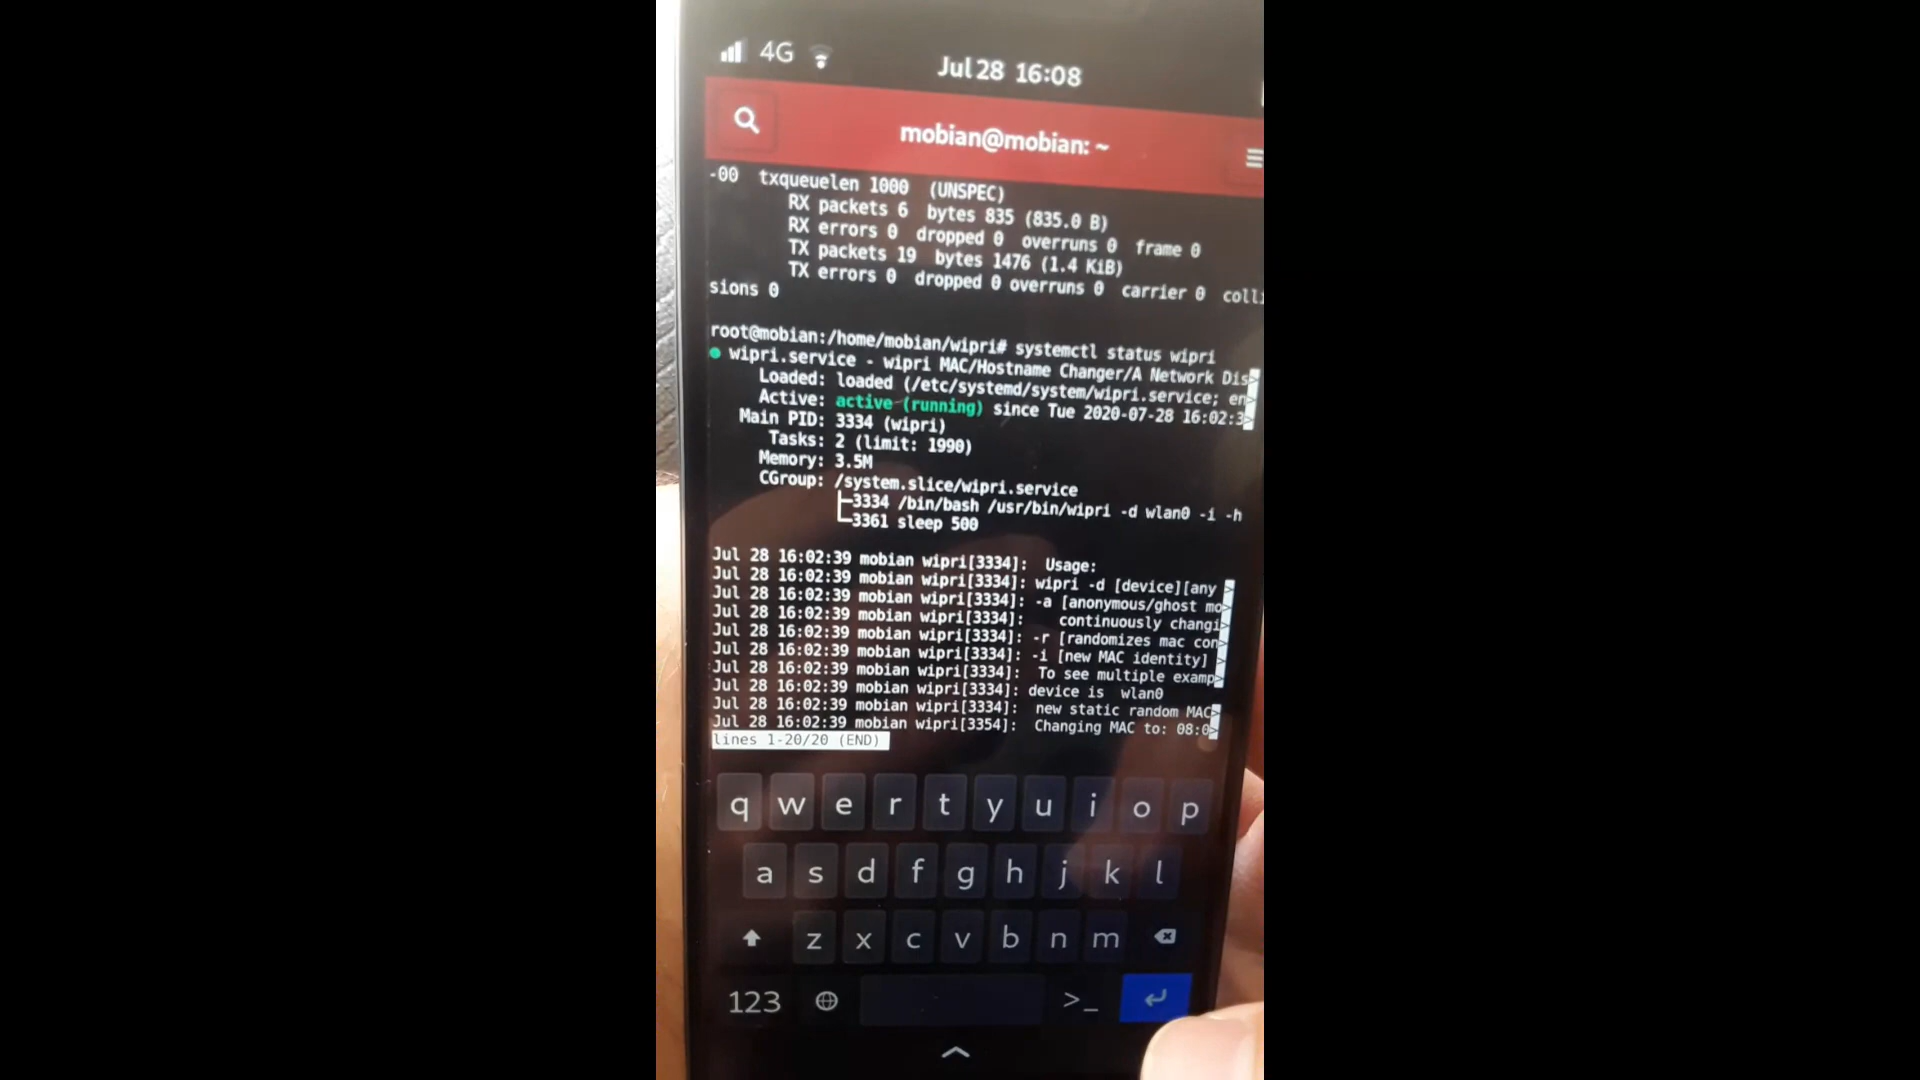 4G
Jul 28 16:08
mobian@mobian: ~
-00 txqueuelen 1000 (UNSPEC)
RX packets 6 bytes 835 (835.0 B)
RX errors 0 dropped 0 overruns 0 frame 0
TX packets 19 bytes 1476 (1.4 KiB)
TX errors 0 dropped 0 overruns 0 carrier 0 colli
sions 0
root@mobian:/home/mobian/wipri# systemctl status wipri
● wipri.service - wipri MAC/Hostname Changer/A Network Dis>
Loaded: loaded (/etc/systemd/system/wipri.service; en>
Active: active (running) since Tue 2020-07-28 16:02:3>
Main PID: 3334 (wipri)
Tasks: 2 (limit: 1990)
Memory: 3.5M
CGroup: /system.slice/wipri.service
├─3334 /bin/bash /usr/bin/wipri -d wlan0 -i -h
└─3361 sleep 500
Jul 28 16:02:39 mobian wipri[3334]: Usage:
Jul 28 16:02:39 mobian wipri[3334]: wipri -d [device][any >
Jul 28 16:02:39 mobian wipri[3334]: -a [anonymous/ghost mo>
Jul 28 16:02:39 mobian wipri[3334]: continuously changi>
Jul 28 16:02:39 mobian wipri[3334]: -r [randomizes mac con>
Jul 28 16:02:39 mobian wipri[3334]: -i [new MAC identity] >
Jul 28 16:02:39 mobian wipri[3334]: To see multiple examp>
Jul 28 16:02:39 mobian wipri[3334]: device is wlan0
Jul 28 16:02:39 mobian wipri[3334]: new static random MAC>
Jul 28 16:02:39 mobian wipri[3354]: Changing MAC to: 08:0>
lines 1-20/20 (END)
q w e r t y u i o p
a s d f g h j k l
z x c v b n m
123 >_